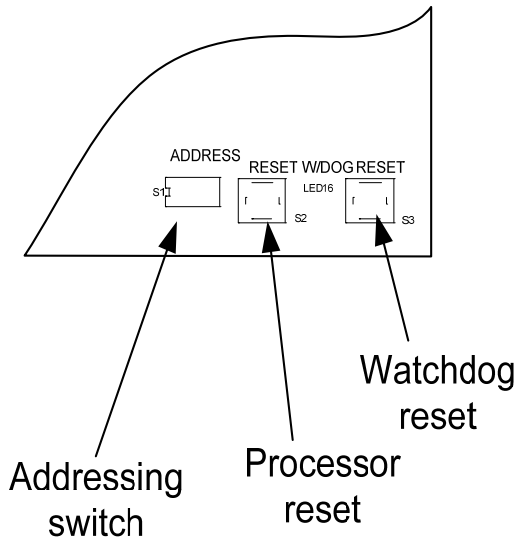 ADDRESS
RESET W/DOG RESET
LED16
S1
S2
S3
Watchdog
reset
Processor
reset
Addressing
switch